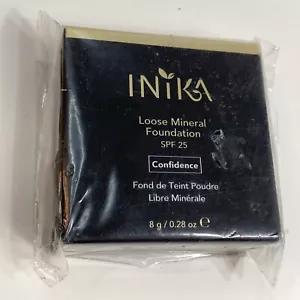 INIKA
Loose Mineral
Foundation
SPF 25
Confidence
Fond de Teint Poudre
Libre Minérale
8 g / 0.28 oz ℮